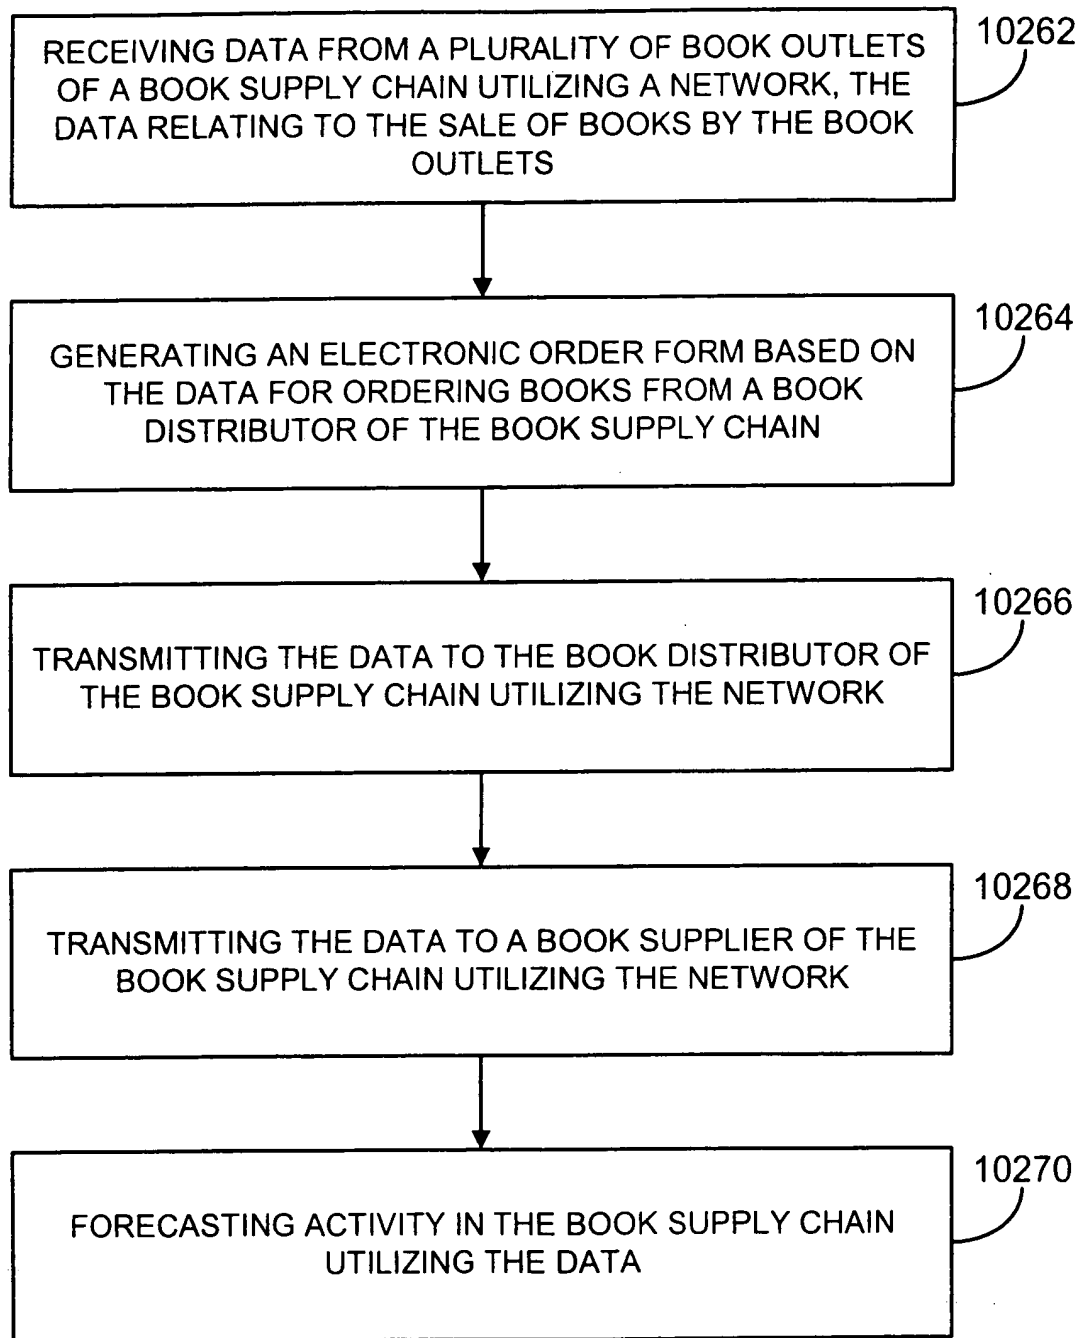 RECEIVING DATA FROM A PLURALITY OF BOOK OUTLETS
OF A BOOK SUPPLY CHAIN UTILIZING A NETWORK, THE
DATA RELATING TO THE SALE OF BOOKS BY THE BOOK
OUTLETS
10262
GENERATING AN ELECTRONIC ORDER FORM BASED ON
THE DATA FOR ORDERING BOOKS FROM A BOOK
DISTRIBUTOR OF THE BOOK SUPPLY CHAIN
10264
TRANSMITTING THE DATA TO THE BOOK DISTRIBUTOR OF
THE BOOK SUPPLY CHAIN UTILIZING THE NETWORK
10266
TRANSMITTING THE DATA TO A BOOK SUPPLIER OF THE
BOOK SUPPLY CHAIN UTILIZING THE NETWORK
10268
FORECASTING ACTIVITY IN THE BOOK SUPPLY CHAIN
UTILIZING THE DATA
10270